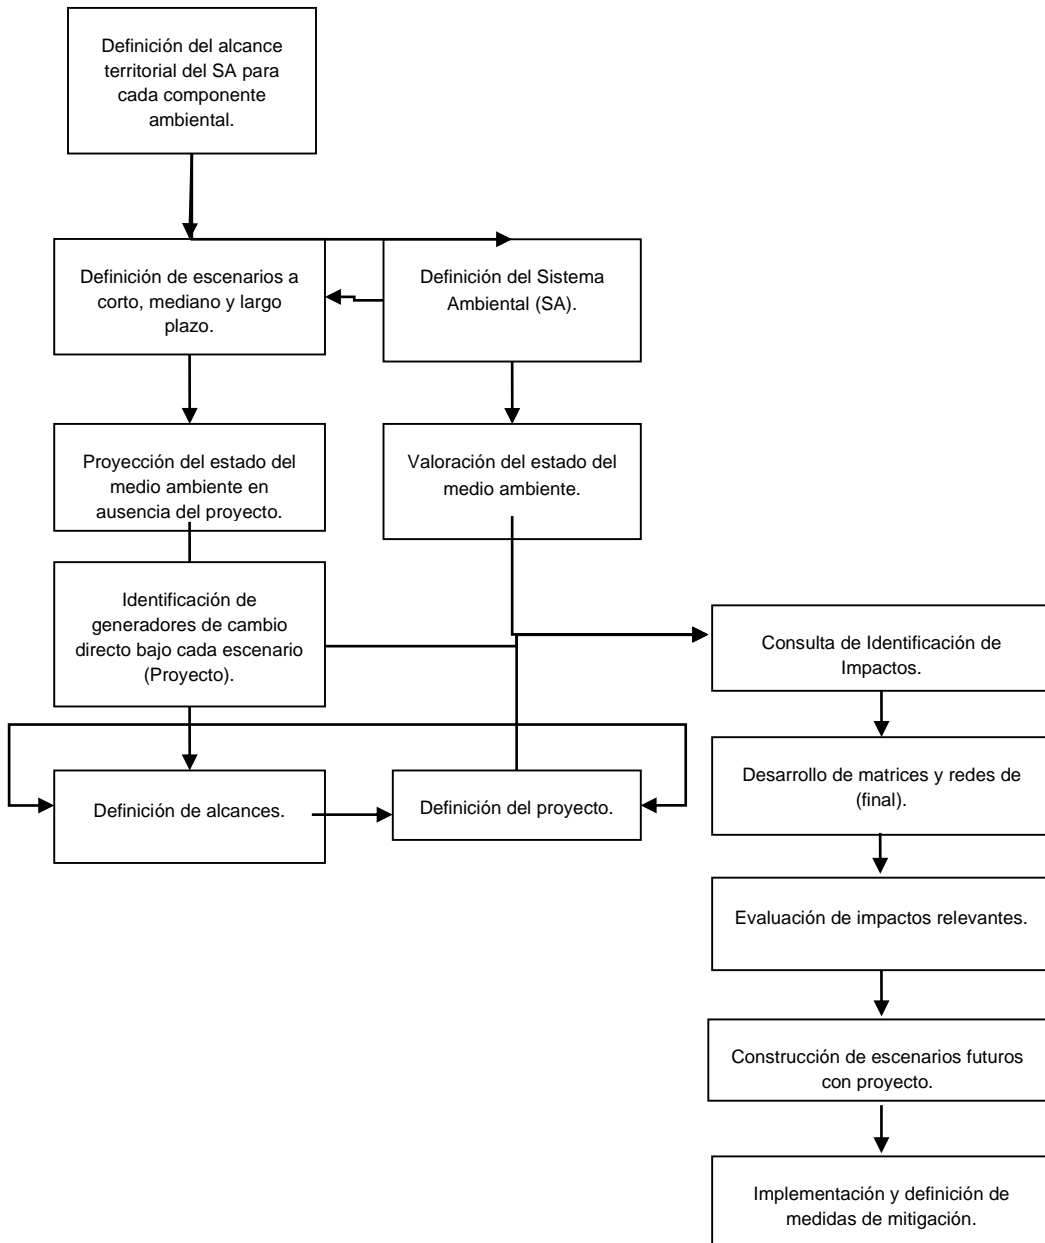 Definición del alcance
territorial del SA para
cada componente
ambiental.
Definición de escenarios a
corto, mediano y largo
plazo.
Definición del Sistema
Ambiental (SA).
Proyección del estado del
medio ambiente en
ausencia del proyecto.
Valoración del estado del
medio ambiente.
Identificación de
generadores de cambio
directo bajo cada escenario
(Proyecto).
Consulta de Identificación de
Impactos.
Desarrollo de matrices y redes de
(final).
Definición de alcances.
Definición del proyecto.
Evaluación de impactos relevantes.
Construcción de escenarios futuros
con proyecto.
Implementación y definición de
medidas de mitigación.